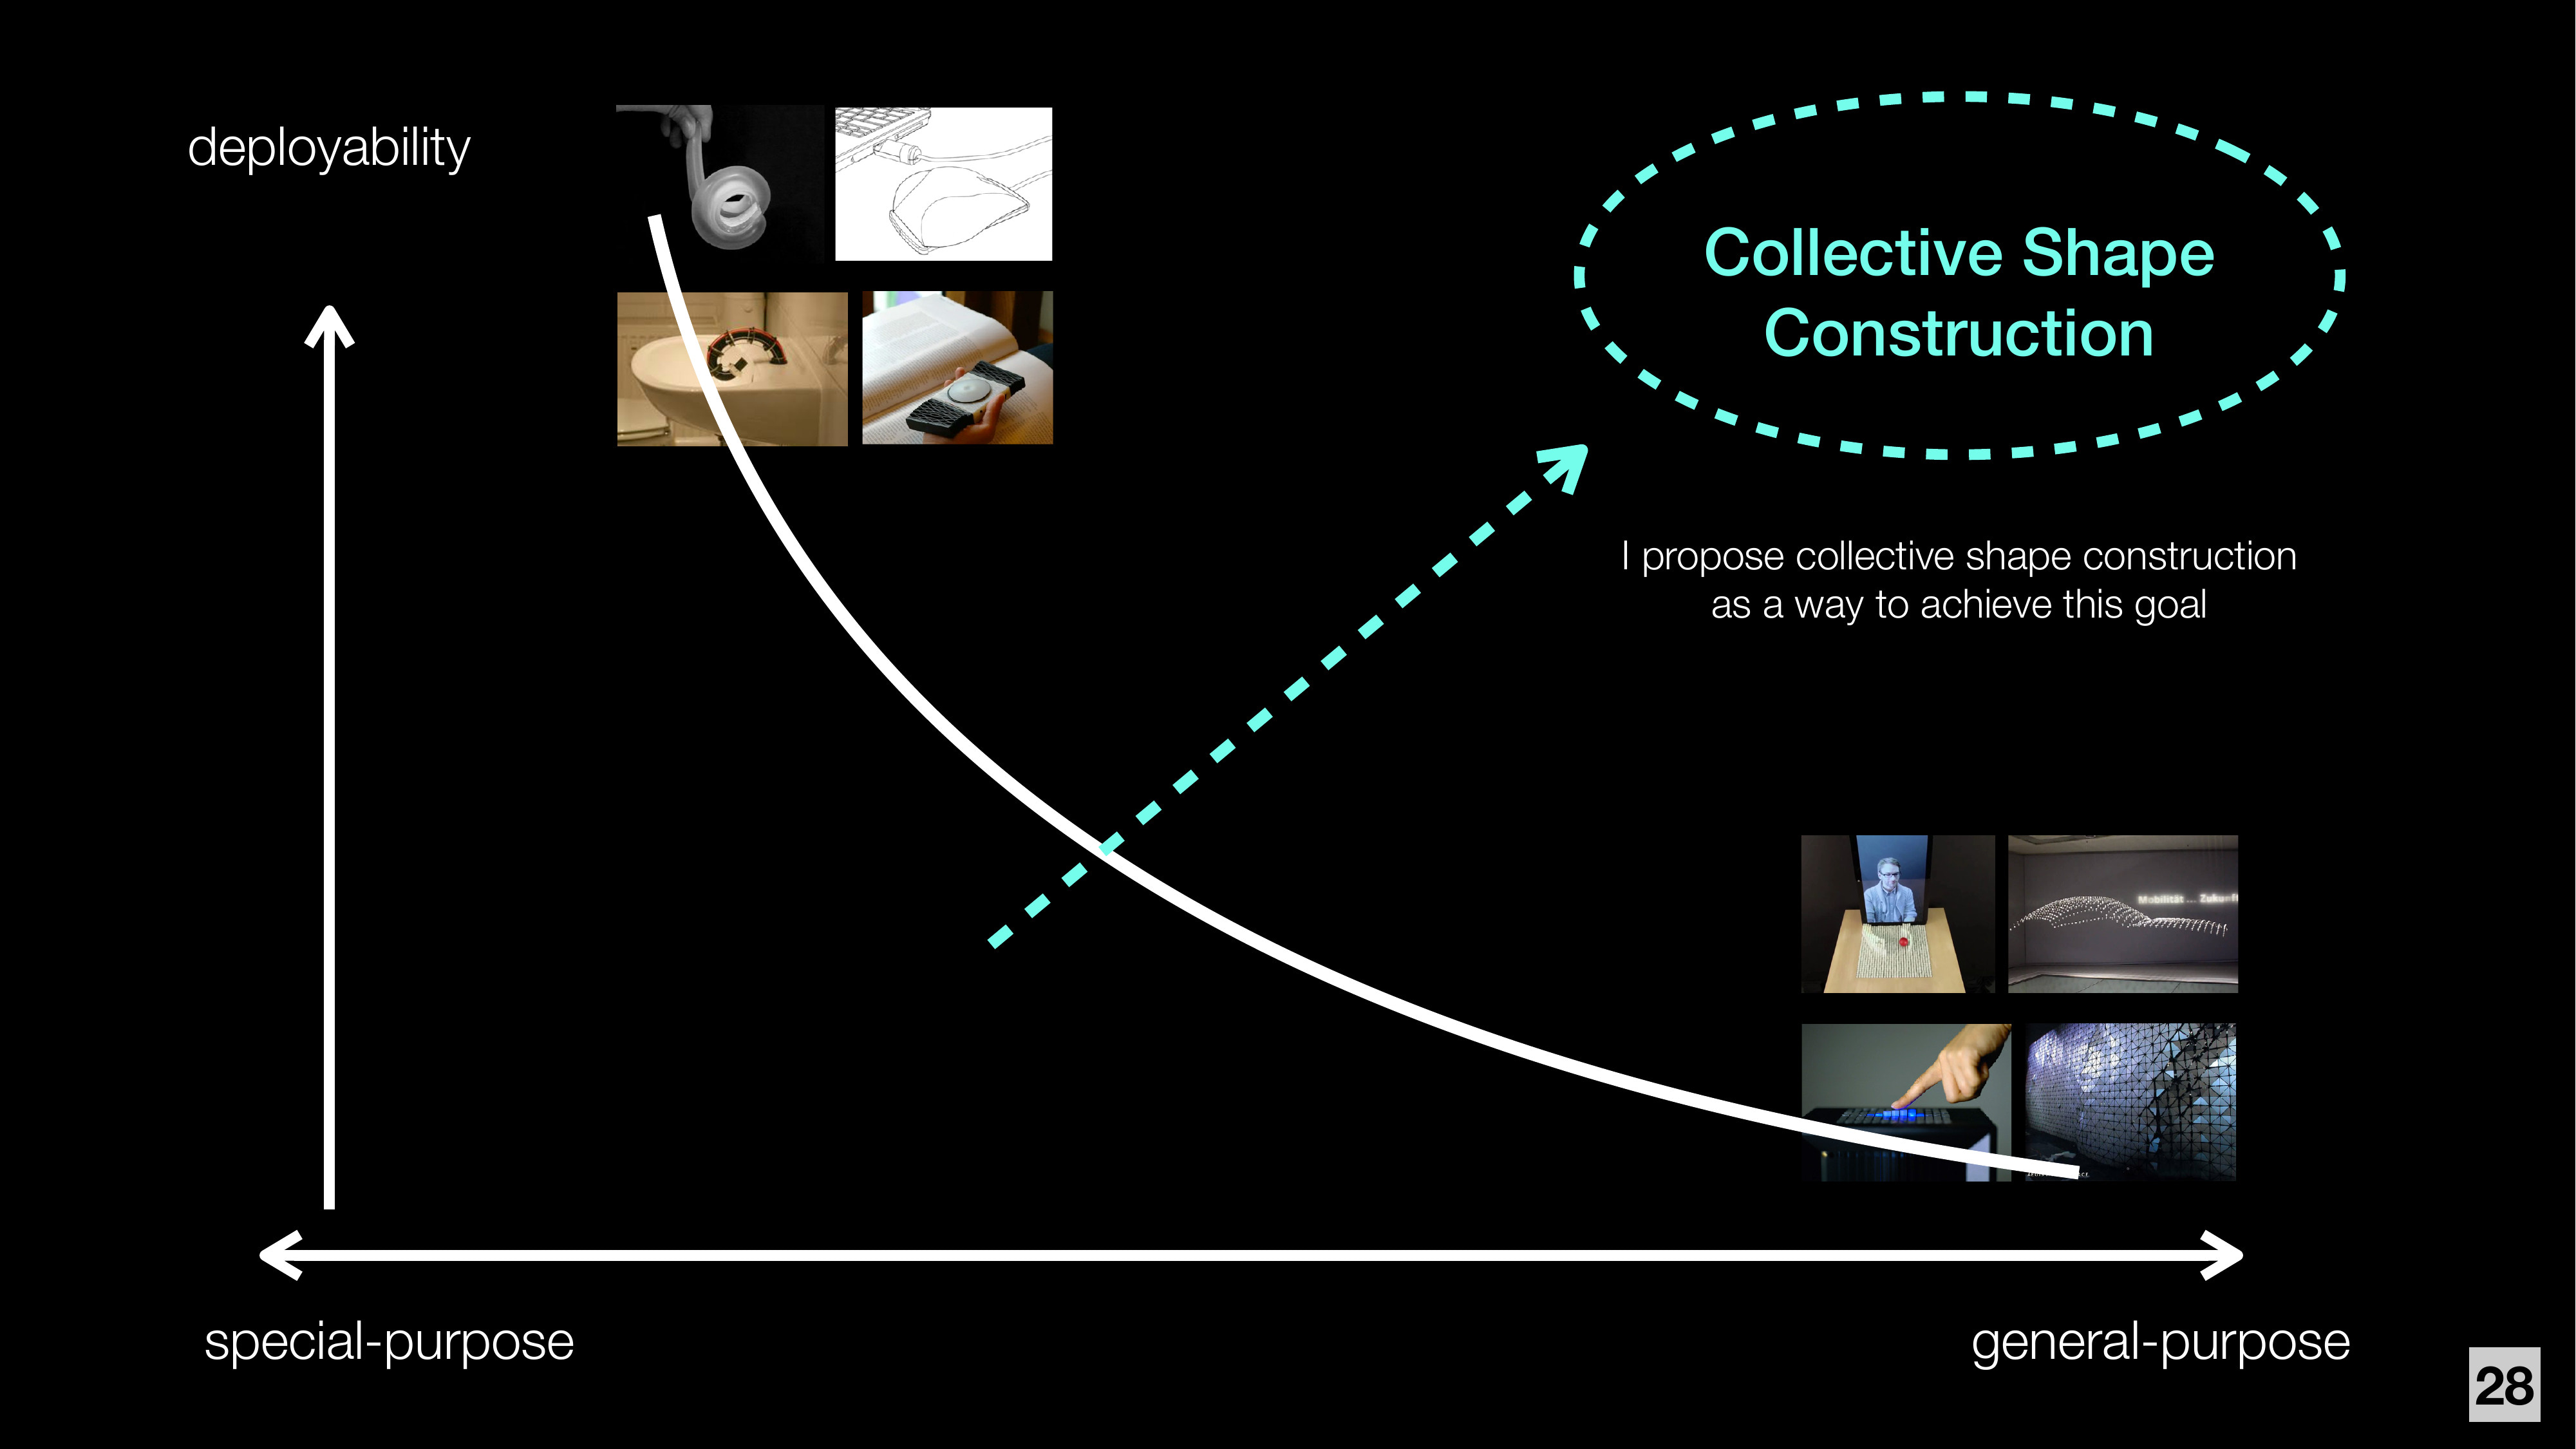 deployability
Collective Shape
Construction
I propose collective shape construction
as a way to achieve this goal
Mobilität ... Zukunft
special-purpose
general-purpose
28